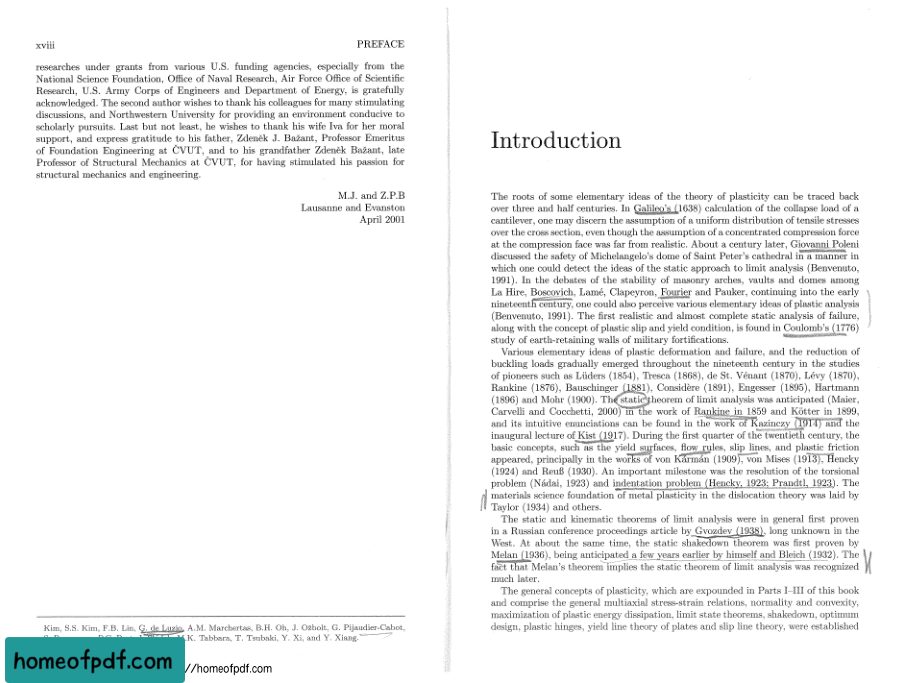 xviii PREFACE
researches under grants from various U.S. funding agencies, especially from the
National Science Foundation, Office of Naval Research, Air Force Office of Scientific
Research, U.S. Army Corps of Engineers and Department of Energy, is gratefully
acknowledged. The second author wishes to thank his colleagues for many stimulating
discussions, and Northwestern University for providing an environment conducive to
scholarly pursuits. Last but not least, he wishes to thank his wife Iva for her moral
support, and express gratitude to his father, Zdeněk J. Bažant, Professor Emeritus
of Foundation Engineering at ČVUT, and to his grandfather Zdeněk Bažant, late
Professor of Structural Mechanics at ČVUT, for having stimulated his passion for
structural mechanics and engineering.
M.J. and Z.P.B
Lausanne and Evanston
April 2001
Kim, S.S. Kim, F.B. Lin, G. de Luzio, A.M. Marchertas, B.H. Oh, J. Ožbolt, G. Pijaudier-Cabot,
M.K. Tabbara, T. Tsubaki, Y. Xi, and Y. Xiang.
homeofpdf.com
//homeofpdf.com
Introduction
The roots of some elementary ideas of the theory of plasticity can be traced back
over three and half centuries. In Galileo's (1638) calculation of the collapse load of a
cantilever, one may discern the assumption of a uniform distribution of tensile stresses
over the cross section, even though the assumption of a concentrated compression force
at the compression face was far from realistic. About a century later, Giovanni Poleni
discussed the safety of Michelangelo's dome of Saint Peter's cathedral in a manner in
which one could detect the ideas of the static approach to limit analysis (Benvenuto,
1991). In the debates of the stability of masonry arches, vaults and domes among
La Hire, Boscovich, Lamé, Clapeyron, Fourier and Pauker, continuing into the early
nineteenth century, one could also perceive various elementary ideas of plastic analysis
(Benvenuto, 1991). The first realistic and almost complete static analysis of failure,
along with the concept of plastic slip and yield condition, is found in Coulomb's (1776)
study of earth-retaining walls of military fortifications.
Various elementary ideas of plastic deformation and failure, and the reduction of
buckling loads gradually emerged throughout the nineteenth century in the studies
of pioneers such as Lüders (1854), Tresca (1868), de St. Vénant (1870), Lévy (1870),
Rankine (1876), Bauschinger (1881), Considère (1891), Engesser (1895), Hartmann
(1896) and Mohr (1900). The static theorem of limit analysis was anticipated (Maier,
Carvelli and Cocchetti, 2000) in the work of Rankine in 1859 and Kötter in 1899,
and its intuitive enunciations can be found in the work of Kazinczy (1914) and the
inaugural lecture of Kist (1917). During the first quarter of the twentieth century, the
basic concepts, such as the yield surfaces, flow rules, slip lines, and plastic friction
appeared, principally in the works of von Kármán (1909), von Mises (1913), Hencky
(1924) and Reuß (1930). An important milestone was the resolution of the torsional
problem (Nádai, 1923) and indentation problem (Hencky, 1923; Prandtl, 1923). The
materials science foundation of metal plasticity in the dislocation theory was laid by
Taylor (1934) and others.
The static and kinematic theorems of limit analysis were in general first proven
in a Russian conference proceedings article by Gvozdev (1938), long unknown in the
West. At about the same time, the static shakedown theorem was first proven by
Melan (1936), being anticipated a few years earlier by himself and Bleich (1932). The
fact that Melan's theorem implies the static theorem of limit analysis was recognized
much later.
The general concepts of plasticity, which are expounded in Parts I–III of this book
and comprise the general multiaxial stress-strain relations, normality and convexity,
maximization of plastic energy dissipation, limit state theorems, shakedown, optimum
design, plastic hinges, yield line theory of plates and slip line theory, were established